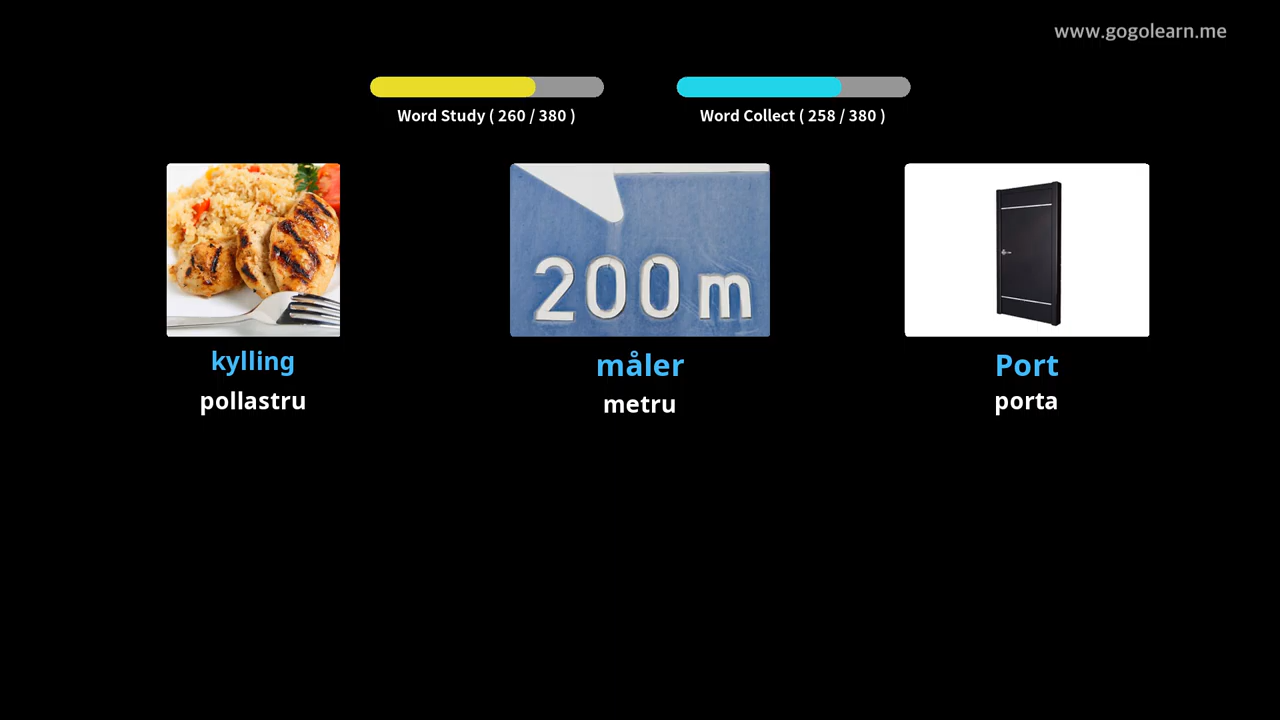 www.gogolearn.me
Word Study ( 260 / 380 )
Word Collect ( 258 / 380 )
200 m
kylling
pollastru
måler
metru
Port
porta